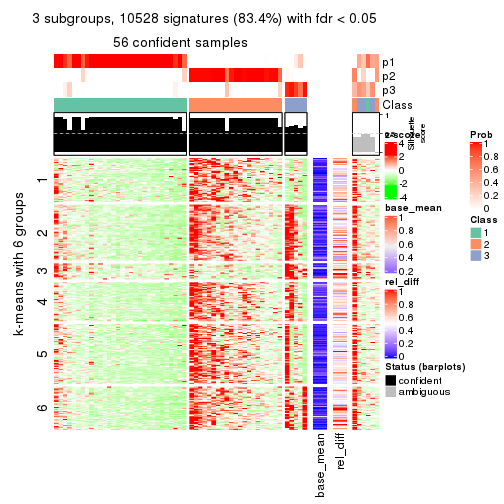 3 subgroups, 10528 signatures (83.4%) with fdr < 0.05
56 confident samples
p1
p2
p3
Class
1
0.5
0
Silhouette
score
k-means with 6 groups
1
2
3
4
5
6
base_mean
rel_diff
z-score
4
2
0
-2
-4
base_mean
1
0.8
0.6
0.4
0.2
rel_diff
1
0.8
0.6
0.4
0.2
0
Status (barplots)
confident
ambiguous
Prob
1
0.8
0.6
0.4
0.2
0
Class
1
2
3